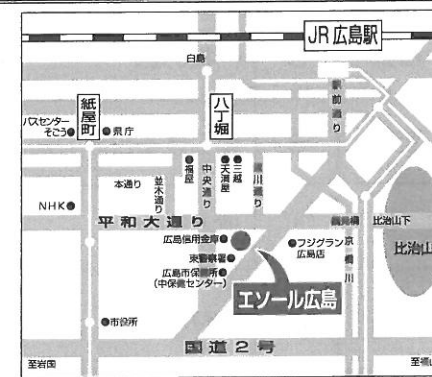 JR広島駅
白島
紙屋町
八丁堀
駅前通り
バスセンター
そごう
県庁
福屋
中央通り
天満屋
三越
本通り
並木通り
NHK
平和大通り
鶴見橋
比治山下
広島信用金庫
京橋川
フジグラン
広島店
比治山
東警察署
広島市保健所
(中保健センター)
エソール広島
市役所
国道2号
至岩国